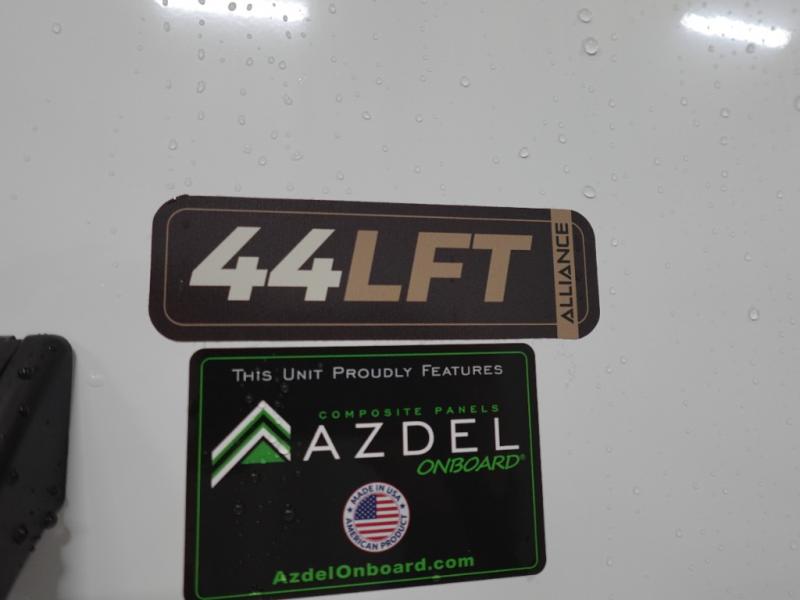 44LFT
ALLIANCE
This Unit Proudly Features
COMPOSITE PANELS
AZDEL
ONBOARD®
MADE IN USA
AMERICAN PRODUCT
AzdelOnboard.com